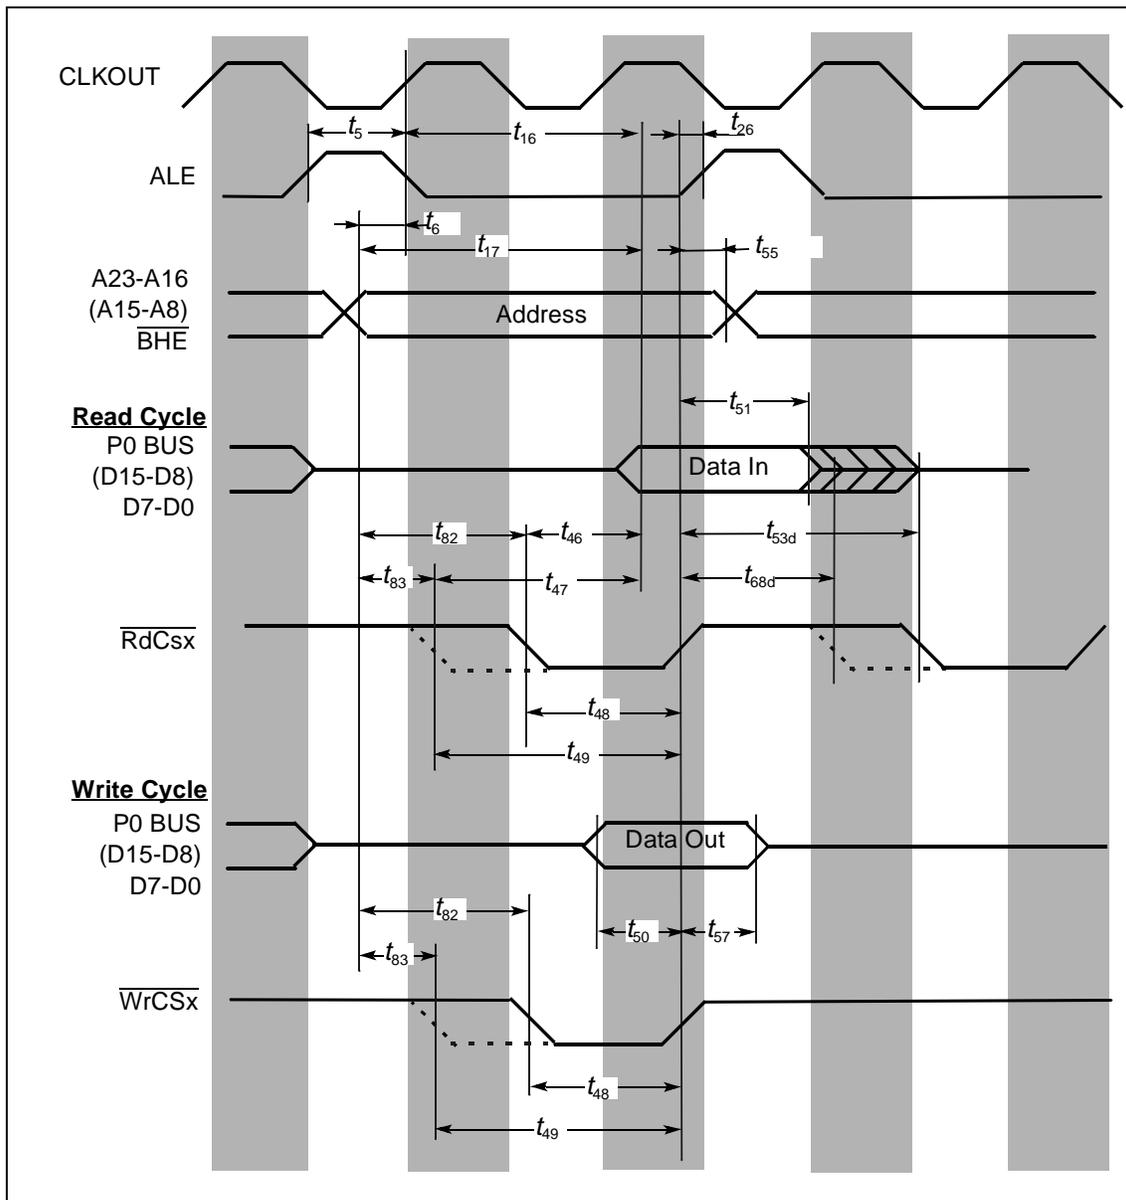 CLKOUT
t5
t16
t26
ALE
t6
t17
t55
A23-A16
(A15-A8)
BHE
Address
t51
Read Cycle
P0 BUS
(D15-D8)
D7-D0
Data In
t82
t46
t53d
t83
t47
t68d
RdCsx
t48
t49
Write Cycle
P0 BUS
(D15-D8)
D7-D0
Data Out
t82
t50
t57
t83
WrCSx
t48
t49